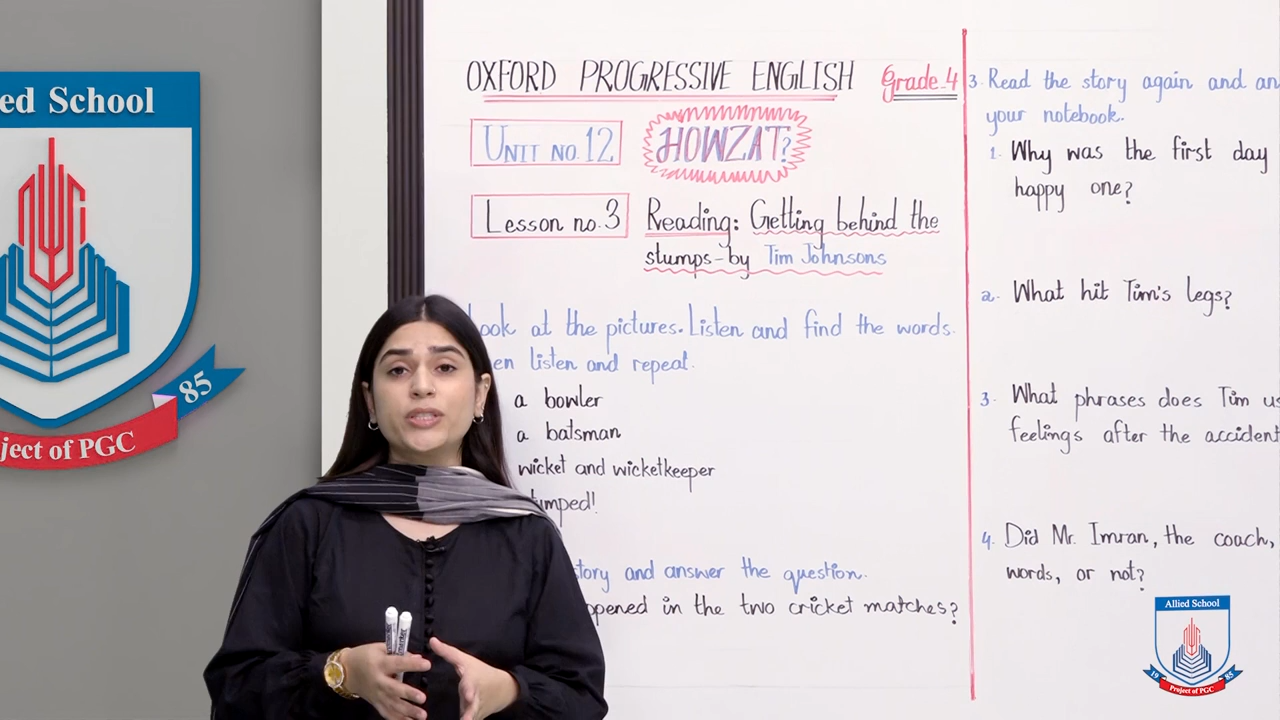 ed School
85
ject of PGC
OXFORD PROGRESSIVE ENGLISH Grade-4
UNIT NO. 12 HOWZAT?
Lesson no. 3 Reading: Getting behind the
stumps - by Tim Johnsons
ook at the pictures. Listen and find the words.
en listen and repeat.
a bowler
a batsman
wicket and wicketkeeper
umped!
story and answer the question.
ppened in the two cricket matches?
3. Read the story again and an
your notebook.
1. Why was the first day
happy one?
2. What hit Tim's legs?
3. What phrases does Tim us
feelings after the accident
4. Did Mr. Imran, the coach,
words, or not?
Allied School
19 85
Project of PGC